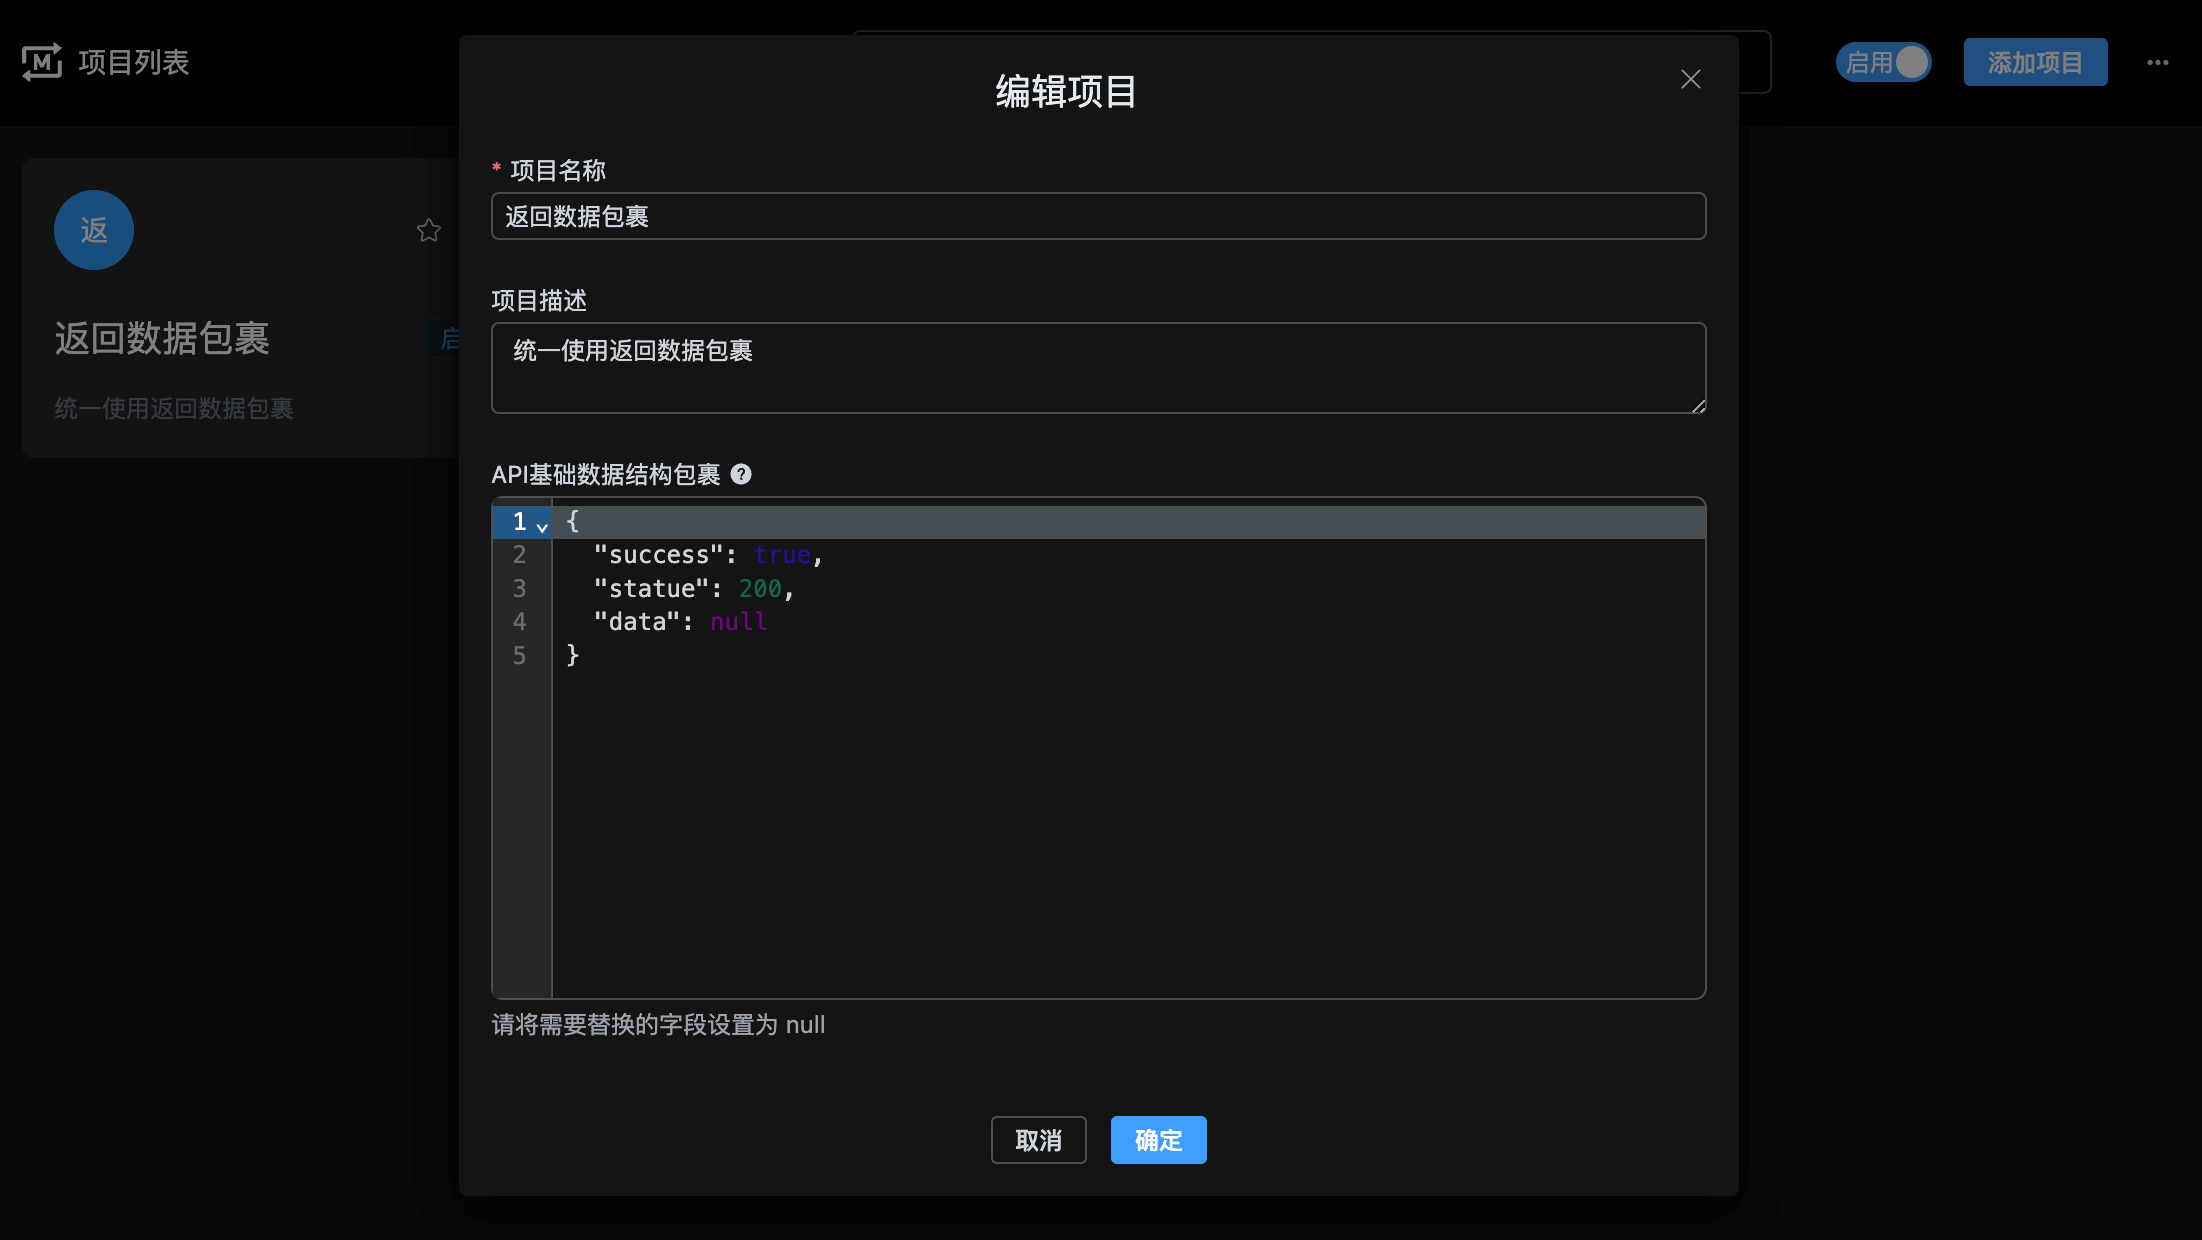 M 项目列表
启用
添加项目
返
返回数据包裹
启
统一使用返回数据包裹
编辑项目
* 项目名称
返回数据包裹
项目描述
统一使用返回数据包裹
API基础数据结构包裹 ?
1 {
2 "success": true,
3 "statue": 200,
4 "data": null
5 }
请将需要替换的字段设置为 null
取消
确定